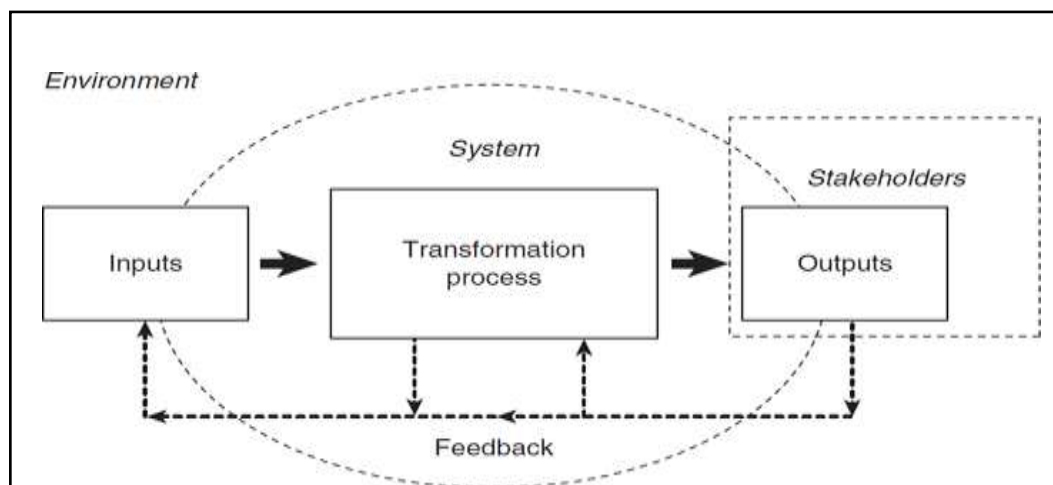 Environment
System
Stakeholders
Inputs
Transformation
process
Outputs
Feedback